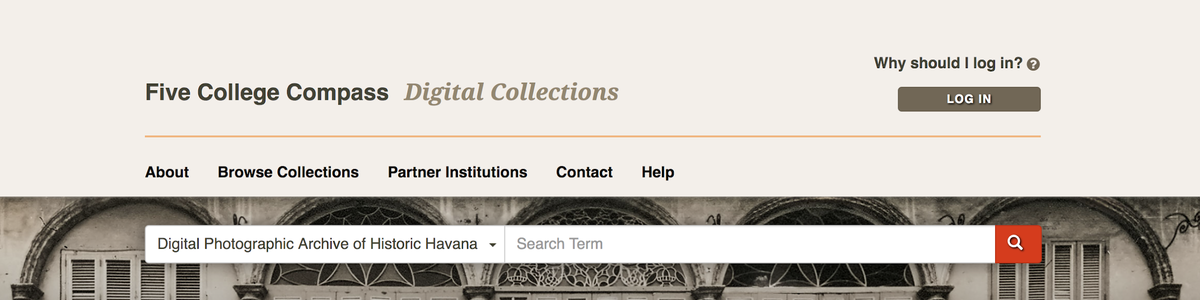 Why should I log in? ?
Five College Compass Digital Collections
LOG IN
About Browse Collections Partner Institutions Contact Help
Digital Photographic Archive of Historic Havana Search Term